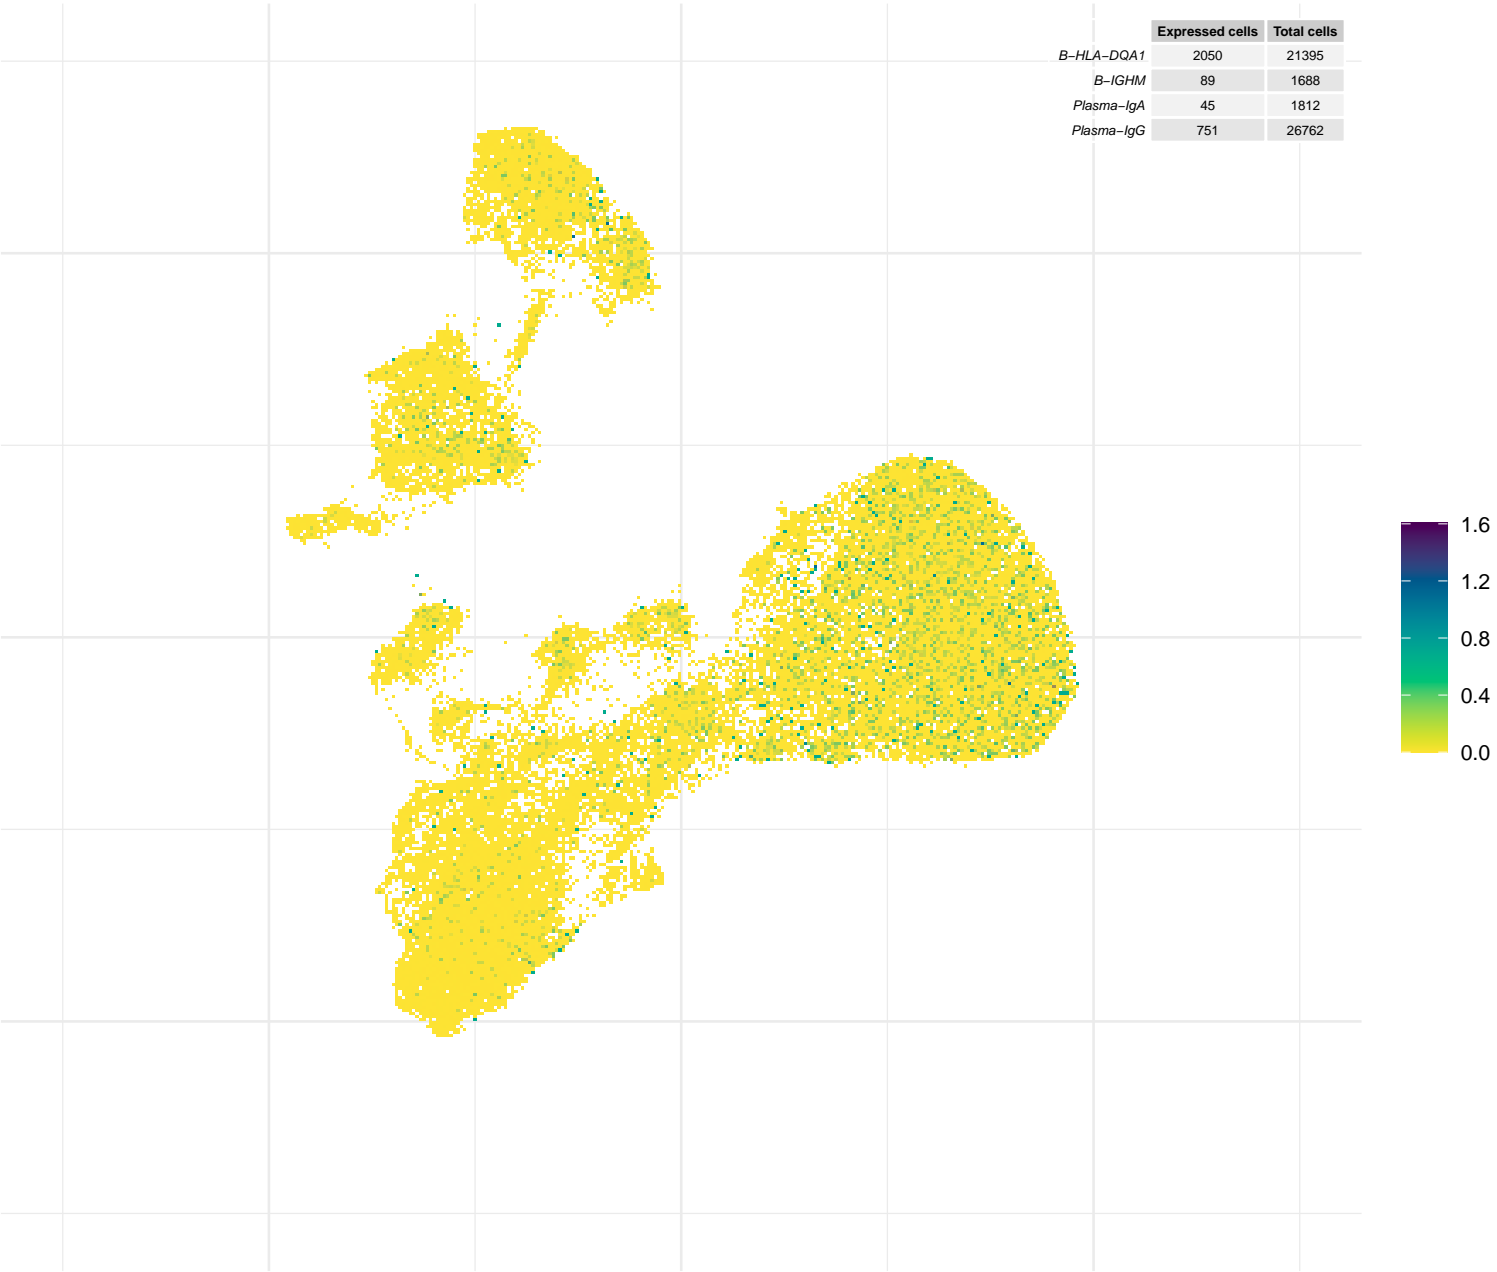 Expressed cells Total cells
B−HLA−DQA1 2050 21395
B−IGHM 89 1688
Plasma−IgA 45 1812
Plasma−IgG 751 26762
1.6
1.2
0.8
0.4
0.0